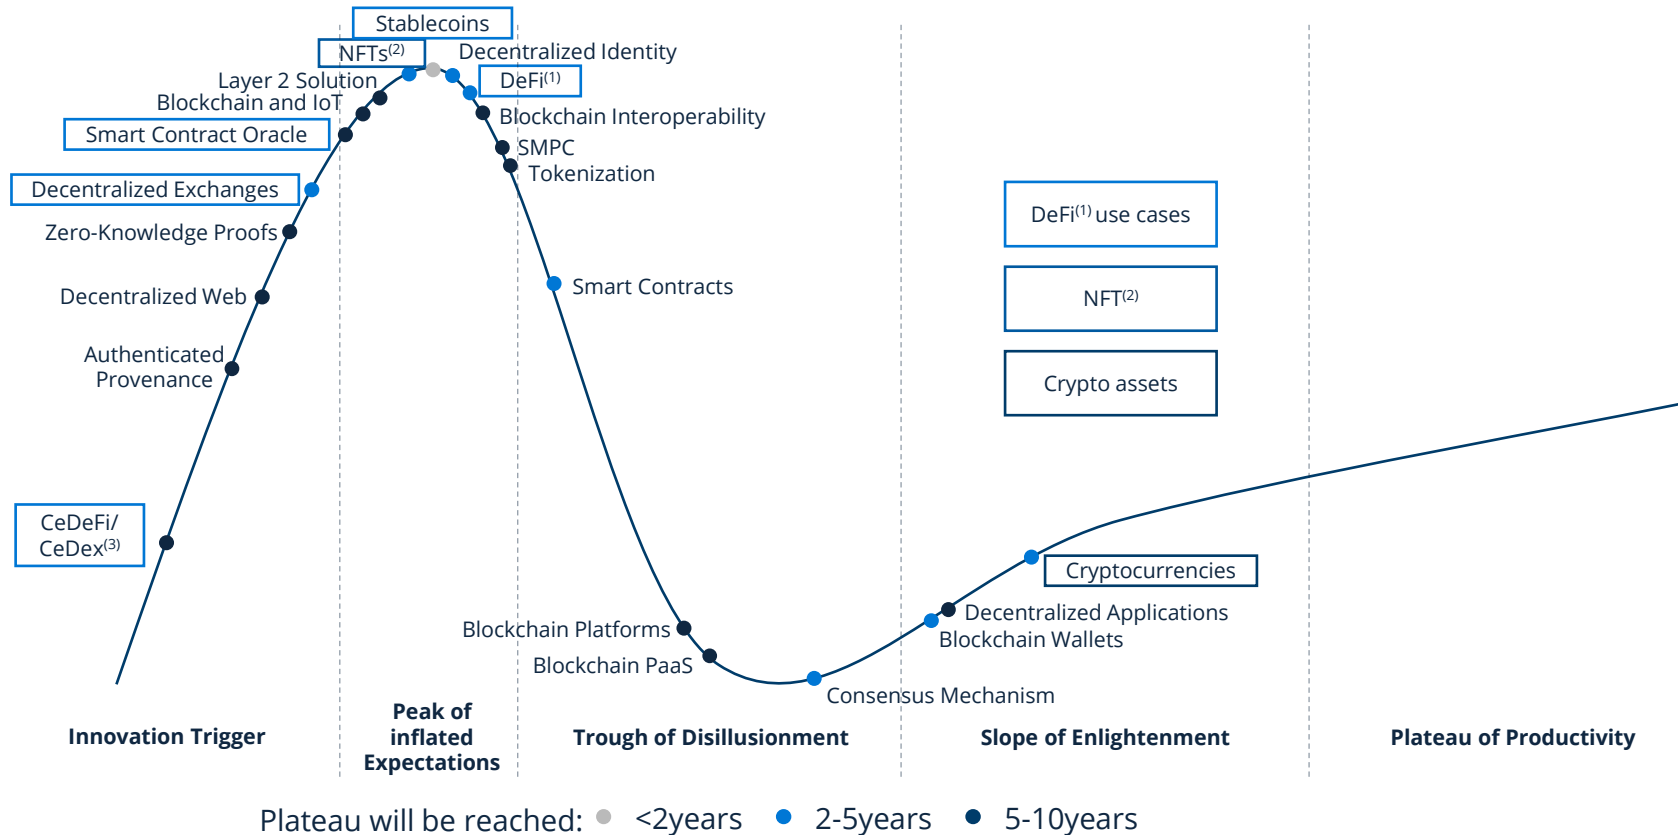 Stablecoins
NFTs(2)
Decentralized Identity
Layer 2 Solution
DeFi(1)
Blockchain and IoT
Blockchain Interoperability
Smart Contract Oracle
SMPC
Tokenization
Decentralized Exchanges
Zero-Knowledge Proofs
Decentralized Web
Smart Contracts
Authenticated
Provenance
DeFi(1) use cases
NFT(2)
Crypto assets
CeDeFi/
CeDex(3)
Cryptocurrencies
Decentralized Applications
Blockchain Wallets
Blockchain Platforms
Blockchain PaaS
Consensus Mechanism
Innovation Trigger
Peak of
inflated
Expectations
Trough of Disillusionment
Slope of Enlightenment
Plateau of Productivity
Plateau will be reached: <2years 2-5years 5-10years